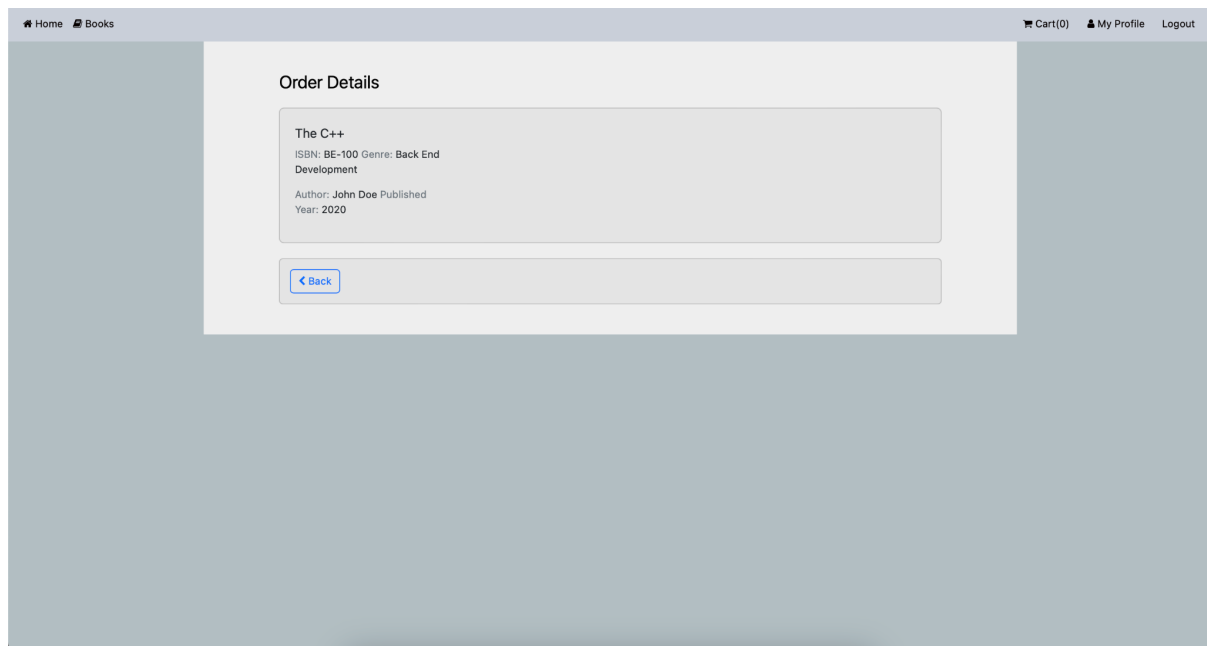 Home Books Cart(0) My Profile Logout
Order Details
The C++
ISBN: BE-100 Genre: Back End
Development
Author: John Doe Published
Year: 2020
Back